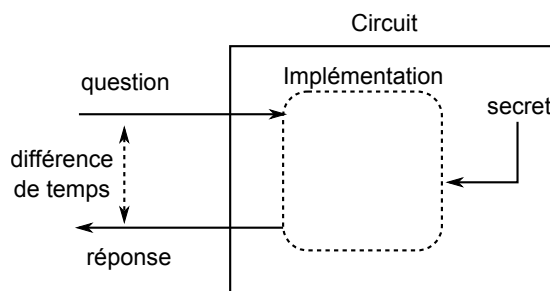 Circuit
question
Implémentation
secret
différence
de temps
réponse